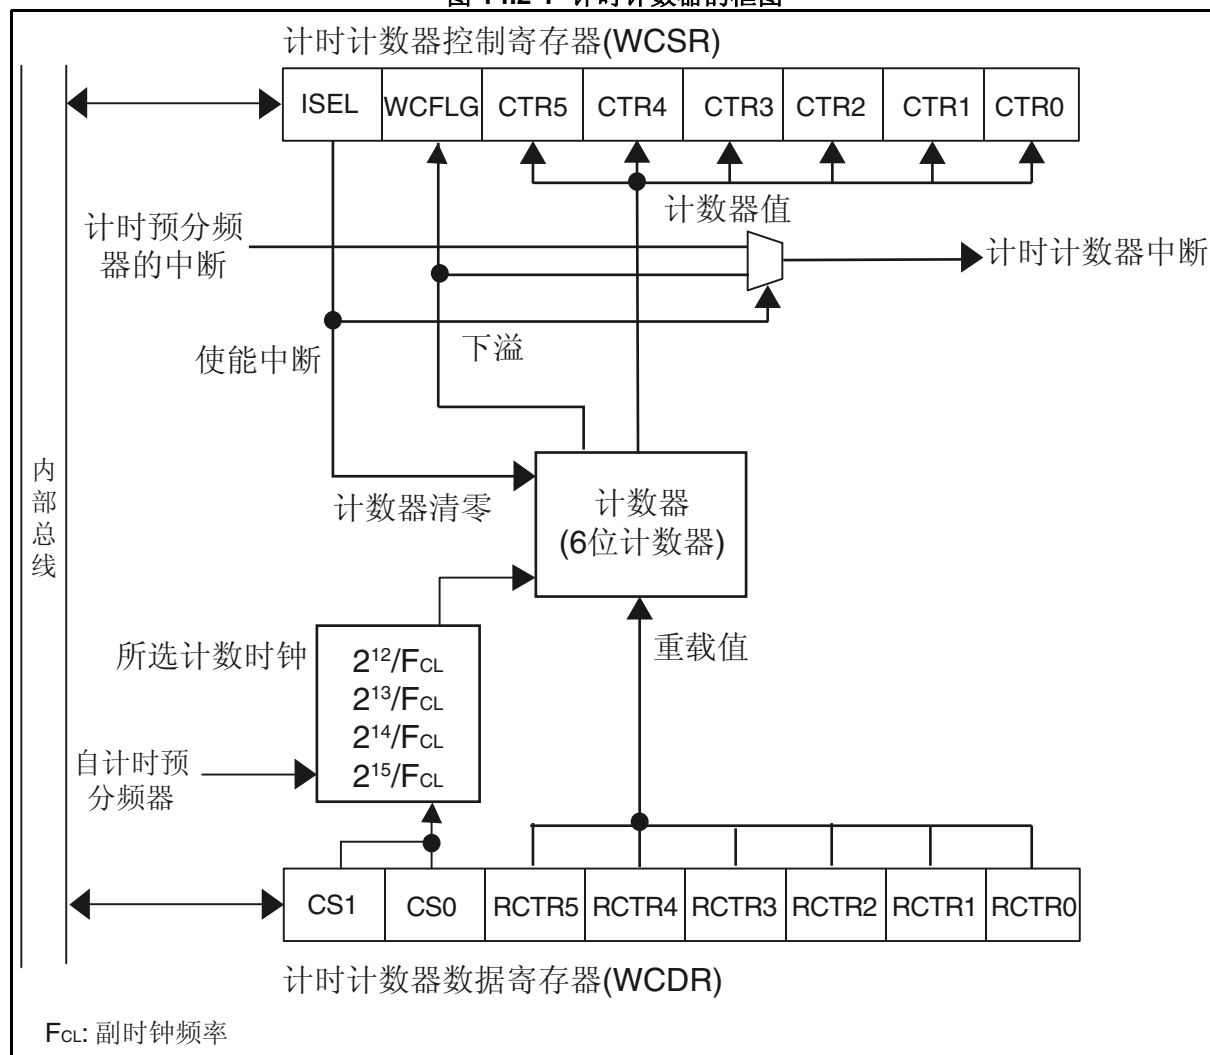 计时计数器控制寄存器(WCSR)
ISEL WCFLG CTR5 CTR4 CTR3 CTR2 CTR1 CTR0
计数器值
计时预分频
器的中断
计时计数器中断
下溢
使能中断
内
部
总
线
计数器清零
计数器
(6位计数器)
所选计数时钟
2¹²/FCL
2¹³/FCL
2¹⁴/FCL
2¹⁵/FCL
重载值
自计时预
分频器
CS1 CS0 RCTR5 RCTR4 RCTR3 RCTR2 RCTR1 RCTR0
计时计数器数据寄存器(WCDR)
FCL: 副时钟频率